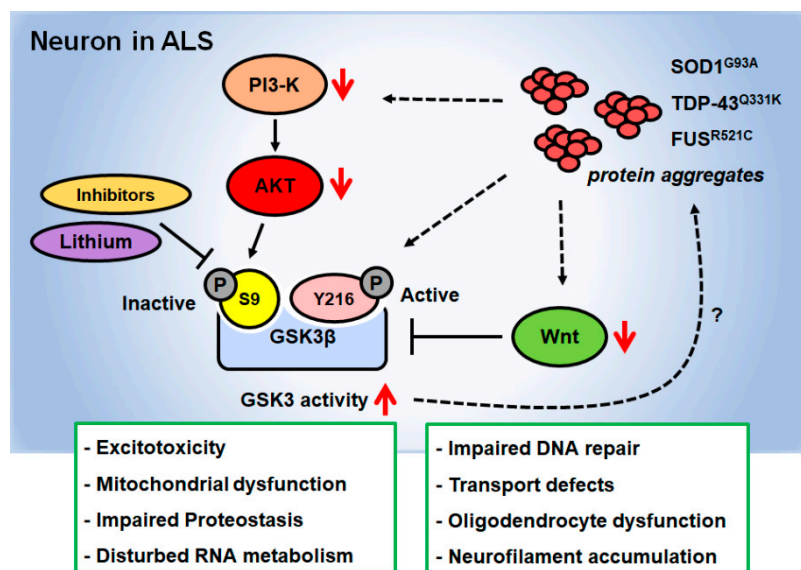 Neuron in ALS
PI3-K
SOD1G93A
TDP-43Q331K
FUSR521C
protein aggregates
AKT
Inhibitors
Lithium
P
S9
Y216
P
Inactive
Active
GSK3β
Wnt
?
GSK3 activity
- Excitotoxicity
- Mitochondrial dysfunction
- Impaired Proteostasis
- Disturbed RNA metabolism
- Impaired DNA repair
- Transport defects
- Oligodendrocyte dysfunction
- Neurofilament accumulation